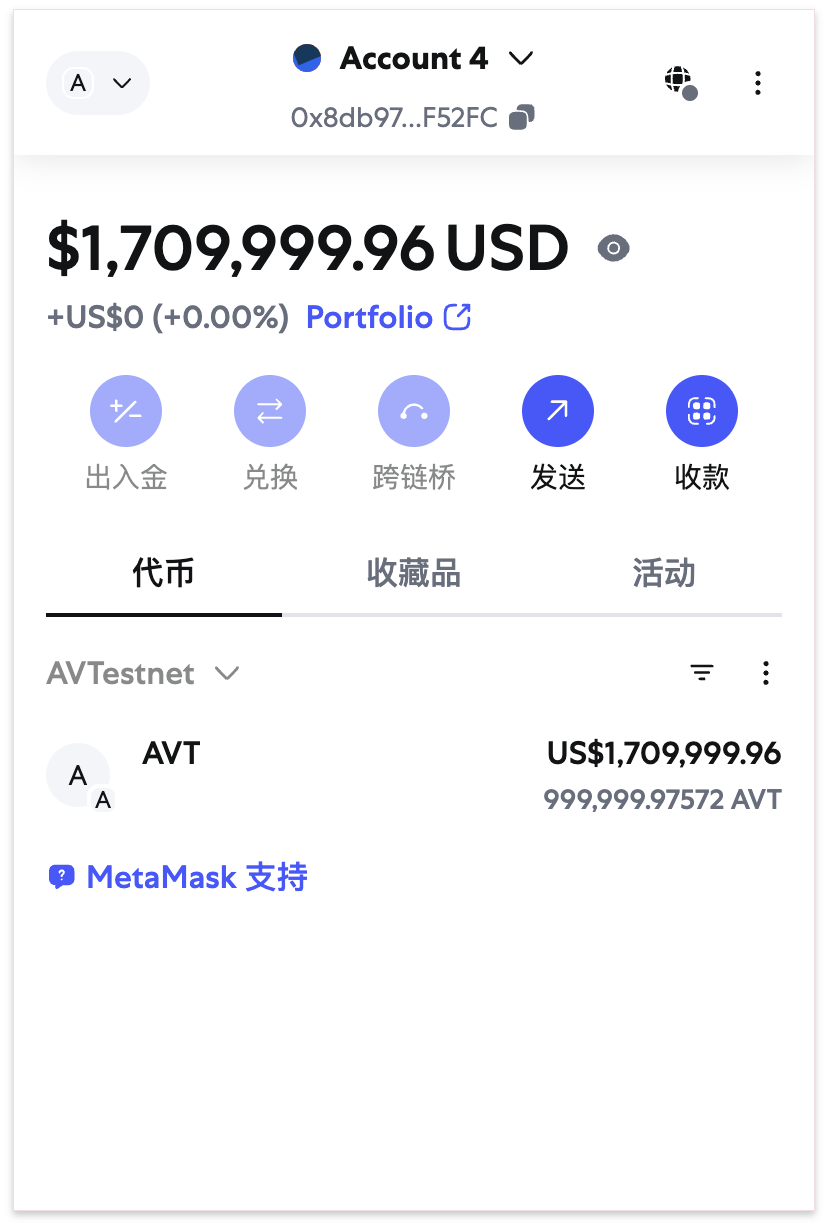 A
Account 4
0x8db97...F52FC
$1,709,999.96 USD
+US$0 (+0.00%) Portfolio
出入金 兑换 跨链桥 发送 收款
代币 收藏品 活动
AVTestnet
A A AVT US$1,709,999.96
999,999.97572 AVT
? MetaMask 支持